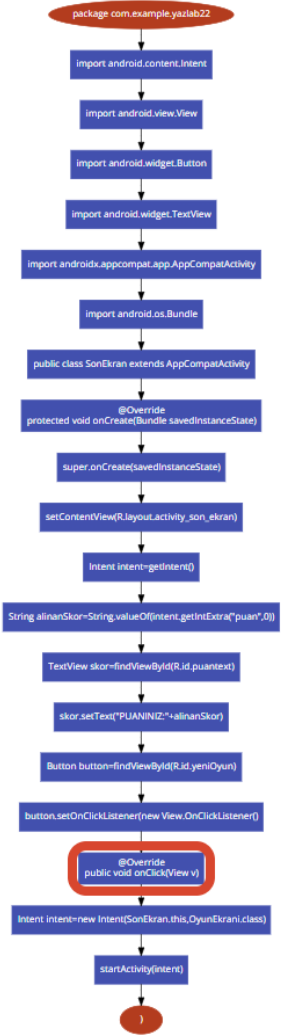 package com.example.yazlab22
import android.content.Intent
import android.view.View
import android.widget.Button
import android.widget.TextView
import androidx.appcompat.app.AppCompatActivity
import android.os.Bundle
public class SonEkran extends AppCompatActivity
@Override
protected void onCreate(Bundle savedInstanceState)
super.onCreate(savedInstanceState)
setContentView(R.layout.activity_son_ekran)
Intent intent=getIntent()
String alinanSkor=String.valueOf(intent.getIntExtra("puan",0))
TextView skor=findViewById(R.id.puantext)
skor.setText("PUANINIZ:"+alinanSkor)
Button button=findViewById(R.id.yeniOyun)
button.setOnClickListener(new View.OnClickListener()
@Override
public void onClick(View v)
Intent intent=new Intent(SonEkran.this,OyunEkrani.class)
startActivity(intent)
)